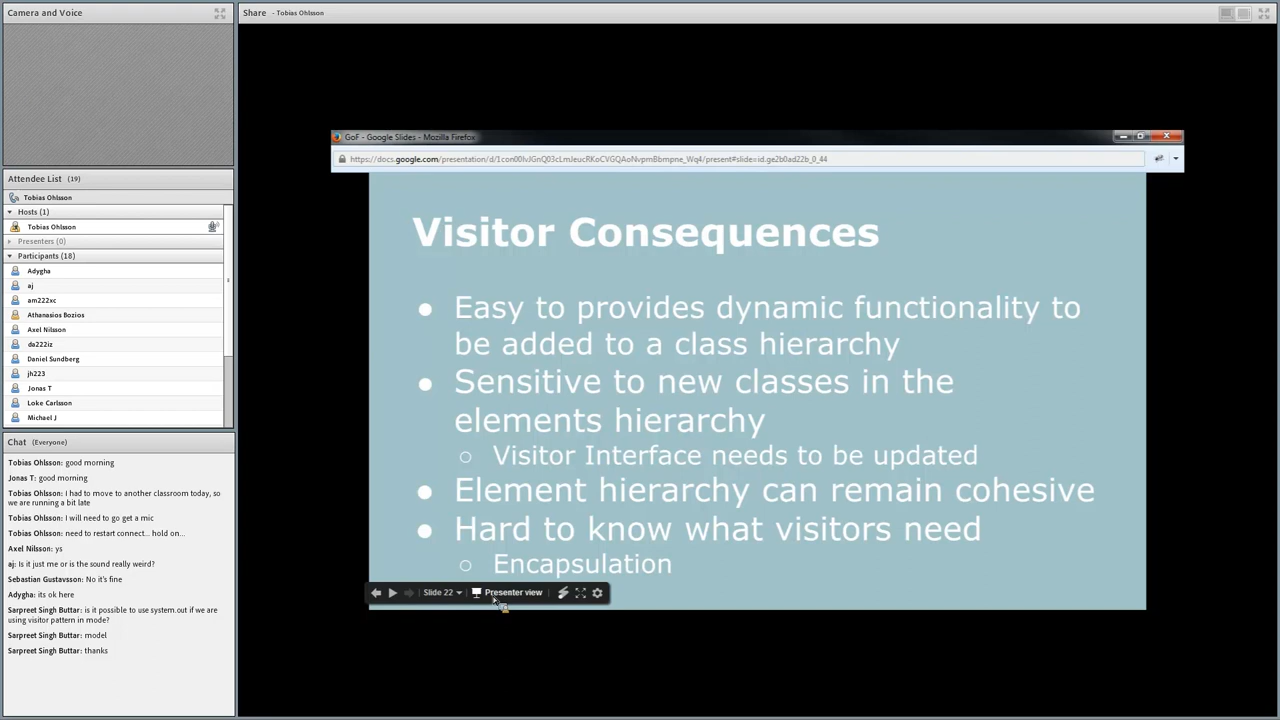 Camera and Voice
Share - Tobias Ohlsson
Attendee List (19)
Tobias Ohlsson
Hosts (1)
Tobias Ohlsson
Presenters (0)
Participants (18)
Adygha
aj
am222xc
Athanasios Bozios
Axel Nilsson
da222iz
Daniel Sundberg
jh223
Jonas T
Loke Carlsson
Michael J
Chat (Everyone)
Tobias Ohlsson: good morning
Jonas T: good morning
Tobias Ohlsson: I had to move to another classroom today, so
we are running a bit late
Tobias Ohlsson: I will need to go get a mic
Tobias Ohlsson: need to restart connect... hold on...
Axel Nilsson: ys
aj: Is it just me or is the sound really weird?
Sebastian Gustavsson: No it's fine
Adygha: its ok here
Sarpreet Singh Buttar: is it possible to use system.out if we are
using visitor pattern in mode?
Sarpreet Singh Buttar: model
Sarpreet Singh Buttar: thanks
GoF - Google Slides - Mozilla Firefox
Visitor Consequences
● Easy to provides dynamic functionality to
be added to a class hierarchy
● Sensitive to new classes in the
elements hierarchy
○ Visitor Interface needs to be updated
● Element hierarchy can remain cohesive
● Hard to know what visitors need
○ Encapsulation
Slide 22 Presenter view